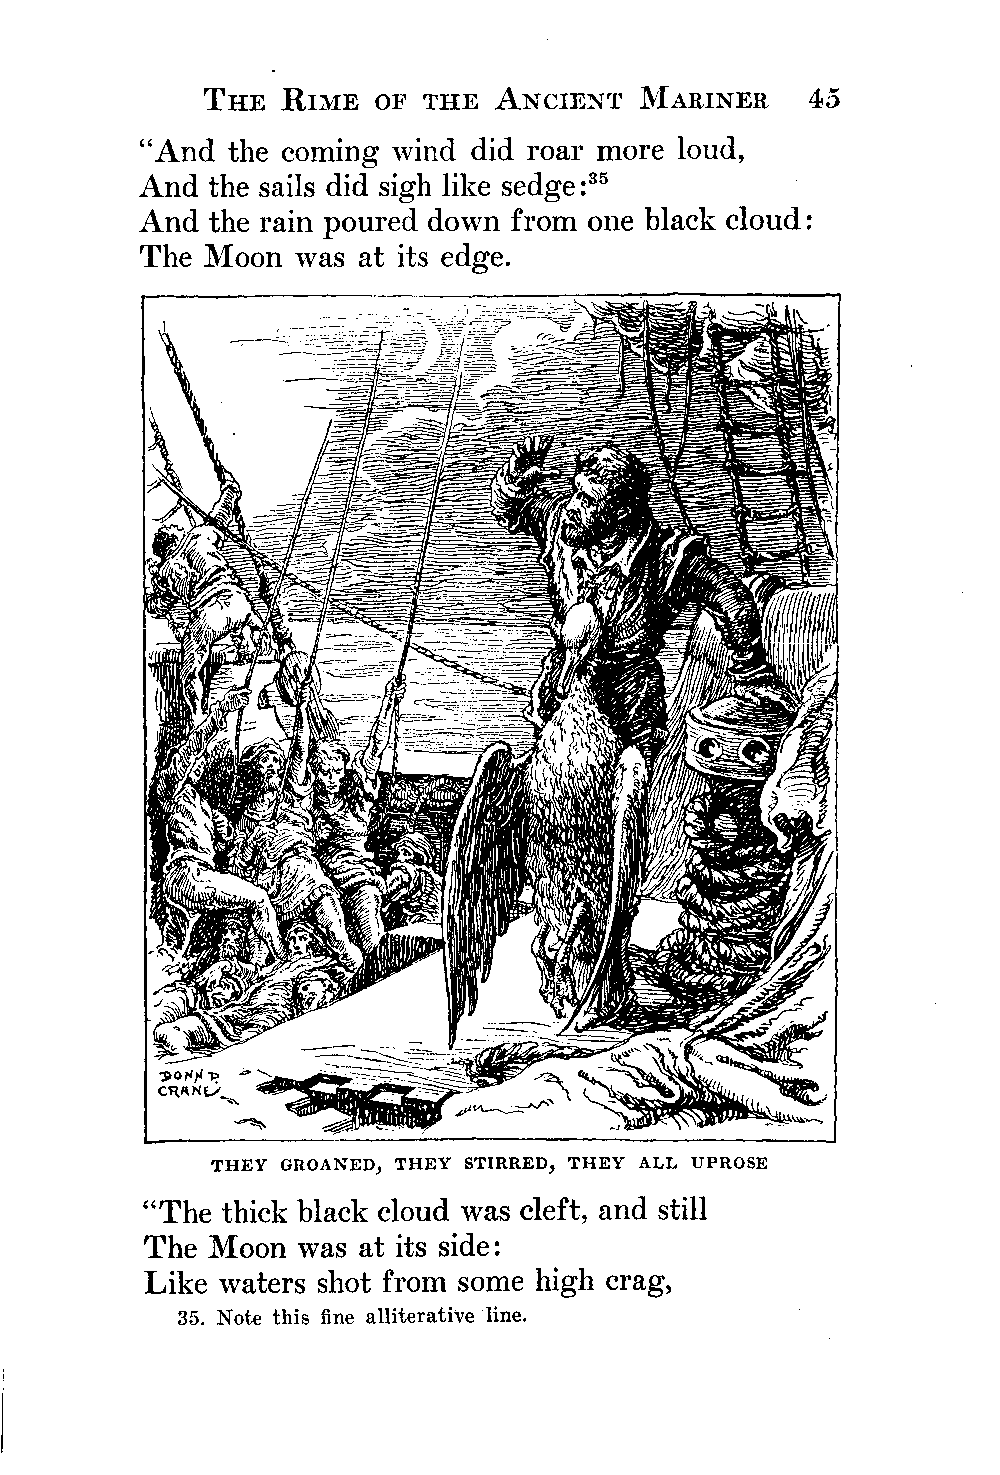 THE RIME OF THE ANCIENT MARINER 45
“And the coming wind did roar more loud,
And the sails did sigh like sedge:³⁵
And the rain poured down from one black cloud:
The Moon was at its edge.
DONN P.
CRANE
THEY GROANED, THEY STIRRED, THEY ALL UPROSE
“The thick black cloud was cleft, and still
The Moon was at its side:
Like waters shot from some high crag,
35. Note this fine alliterative line.